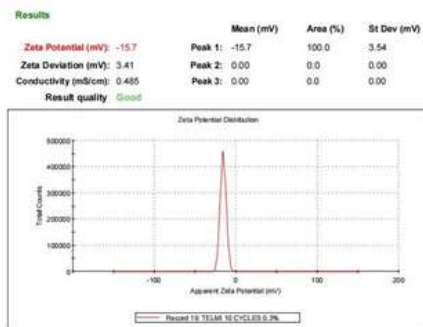 Results
Mean (mV) Area (%) St Dev (mV)
Zeta Potential (mV): -15.7 Peak 1: -15.7 100.0 3.54
Zeta Deviation (mV): 3.41 Peak 2: 0.00 0.0 0.00
Conductivity (mS/cm): 0.485 Peak 3: 0.00 0.0 0.00
Result quality Good
Zeta Potential Distribution
500000
400000
300000
200000
100000
0
Total Counts
-100 0 100 200
Apparent Zeta Potential (mV)
Record 19: TELMI 10 CYCLES 0.3%